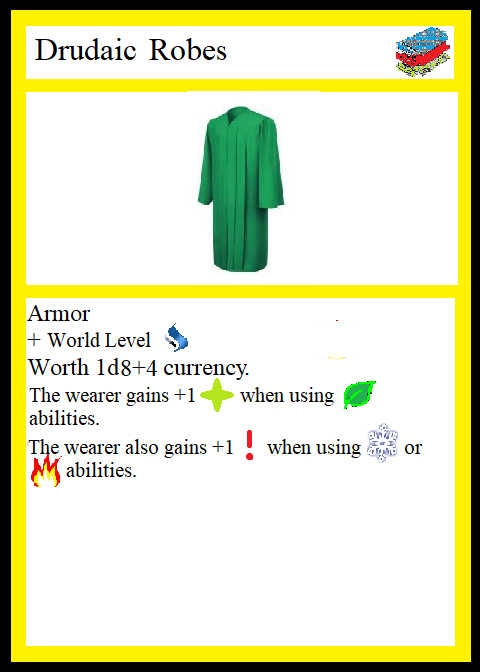 Drudaic Robes
Armor
+ World Level
Worth 1d8+4 currency.
The wearer gains +1 when using
abilities.
The wearer also gains +1 when using or
abilities.